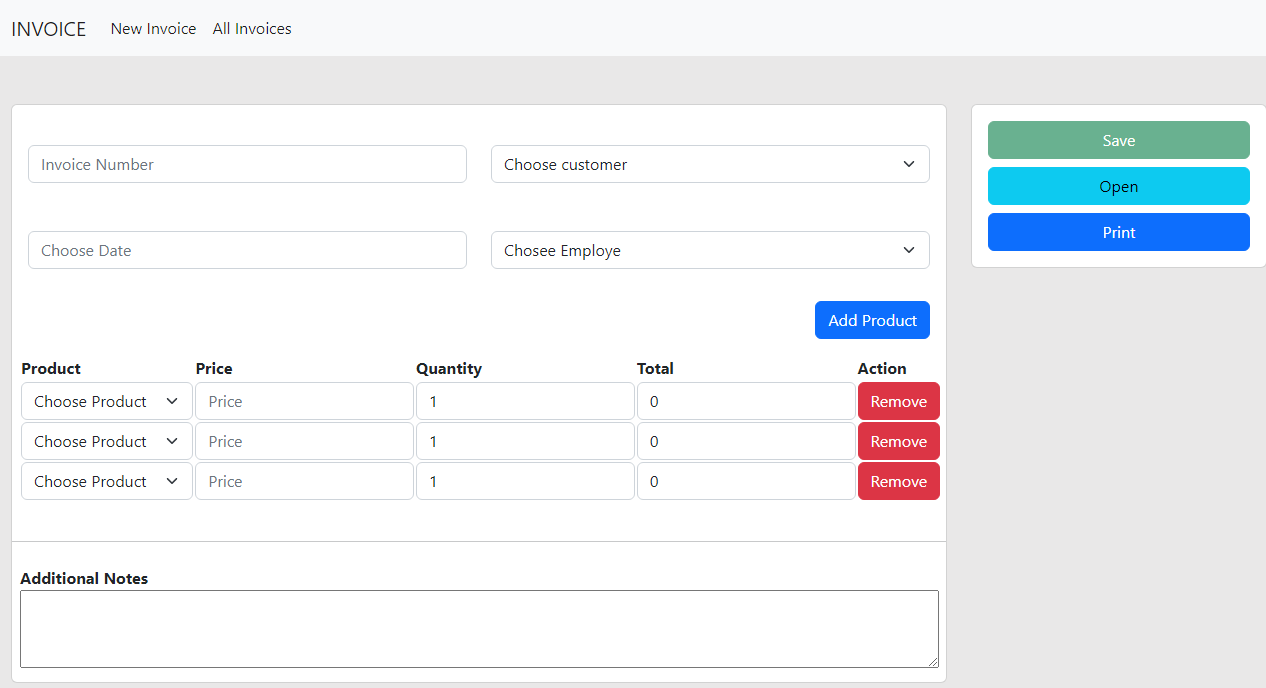 INVOICE New Invoice All Invoices
Invoice Number Choose customer
Save
Open
Print
Choose Date Chosee Employe
Add Product
Product Price Quantity Total Action
Choose Product Price 1 0 Remove
Choose Product Price 1 0 Remove
Choose Product Price 1 0 Remove
Additional Notes